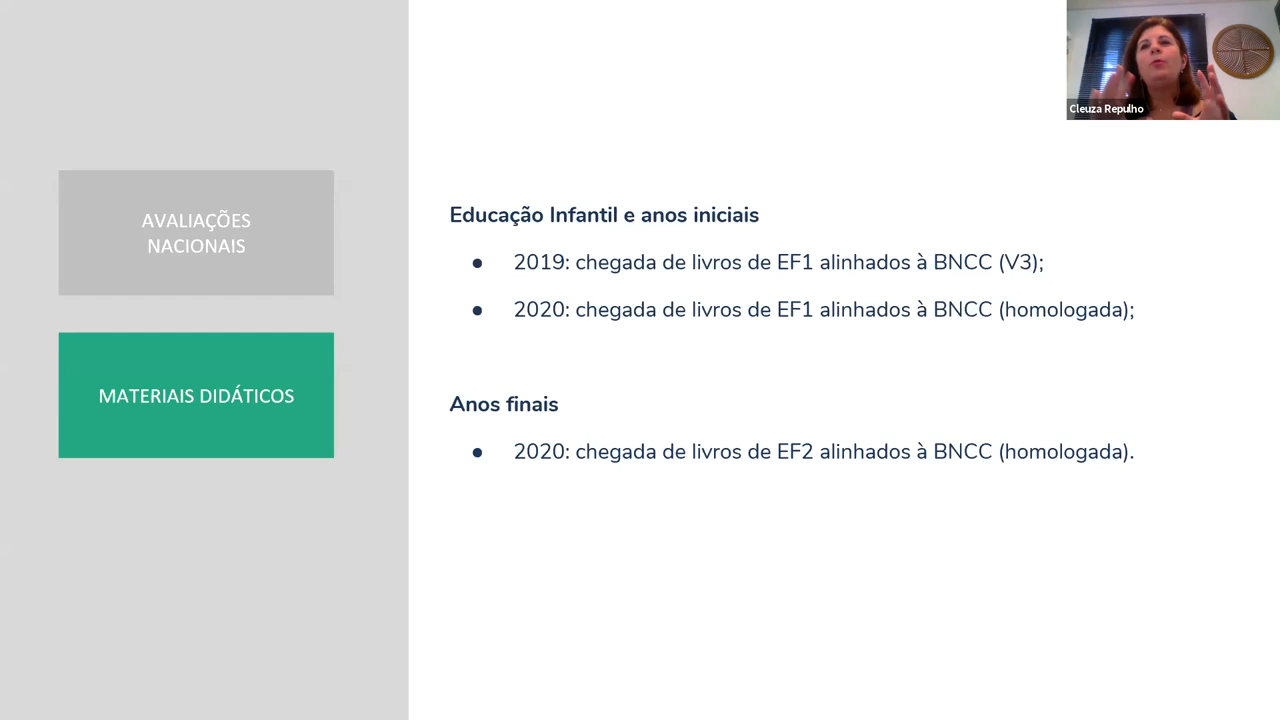 Cleuza Repulho
AVALIAÇÕES
NACIONAIS
MATERIAIS DIDÁTICOS
Educação Infantil e anos iniciais
● 2019: chegada de livros de EF1 alinhados à BNCC (V3);
● 2020: chegada de livros de EF1 alinhados à BNCC (homologada);
Anos finais
● 2020: chegada de livros de EF2 alinhados à BNCC (homologada).